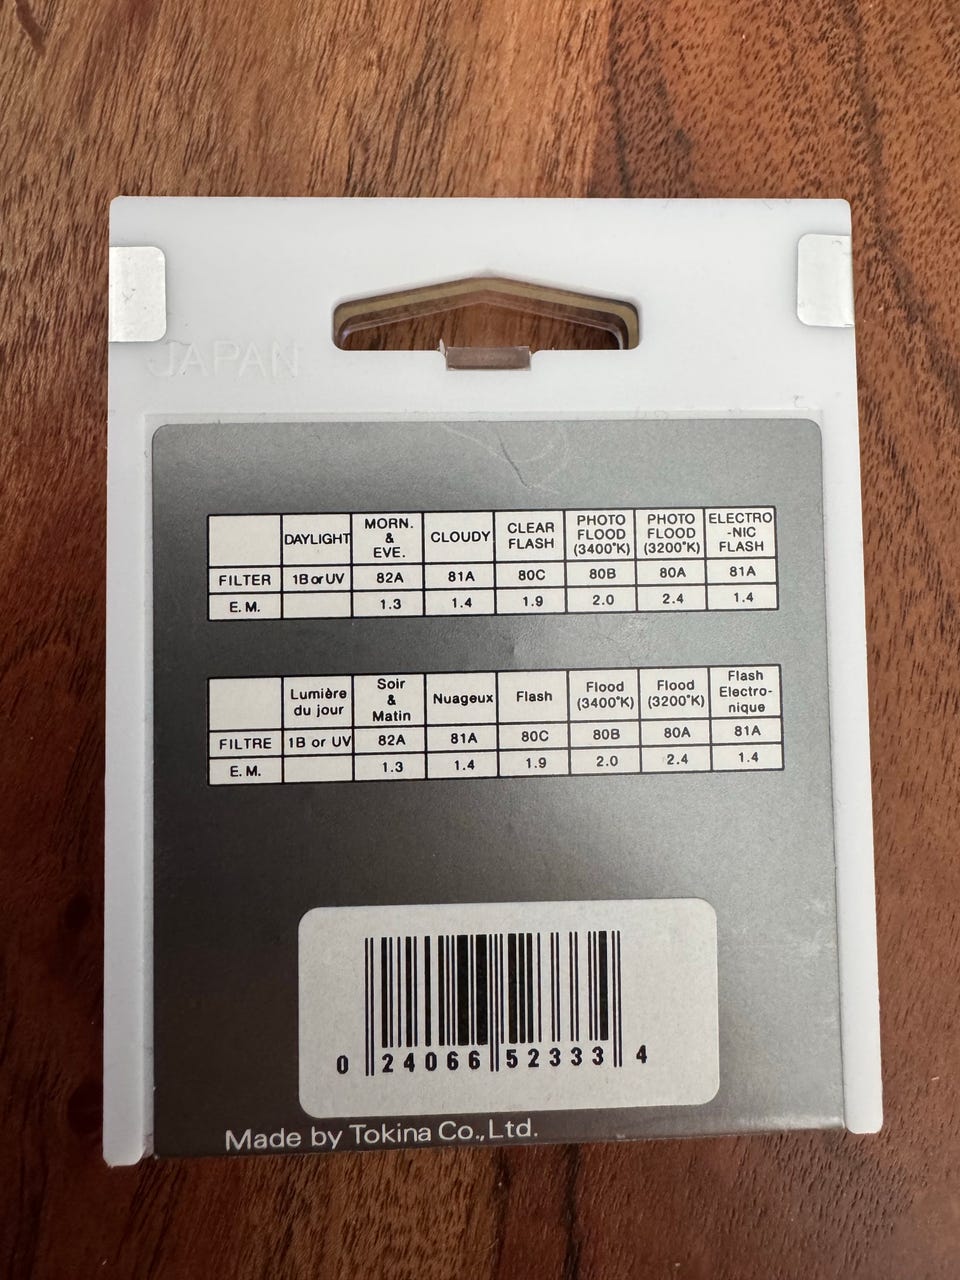 JAPAN
DAYLIGHT MORN. & EVE. CLOUDY CLEAR FLASH PHOTO FLOOD (3400°K) PHOTO FLOOD (3200°K) ELECTRO-NIC FLASH
FILTER 1B or UV 82A 81A 80C 80B 80A 81A
E.M. 1.3 1.4 1.9 2.0 2.4 1.4
Lumière du jour Soir & Matin Nuageux Flash Flood (3400°K) Flood (3200°K) Flash Electro-nique
FILTRE 1B or UV 82A 81A 80C 80B 80A 81A
E.M. 1.3 1.4 1.9 2.0 2.4 1.4
0 24066 52333 4
Made by Tokina Co.,Ltd.